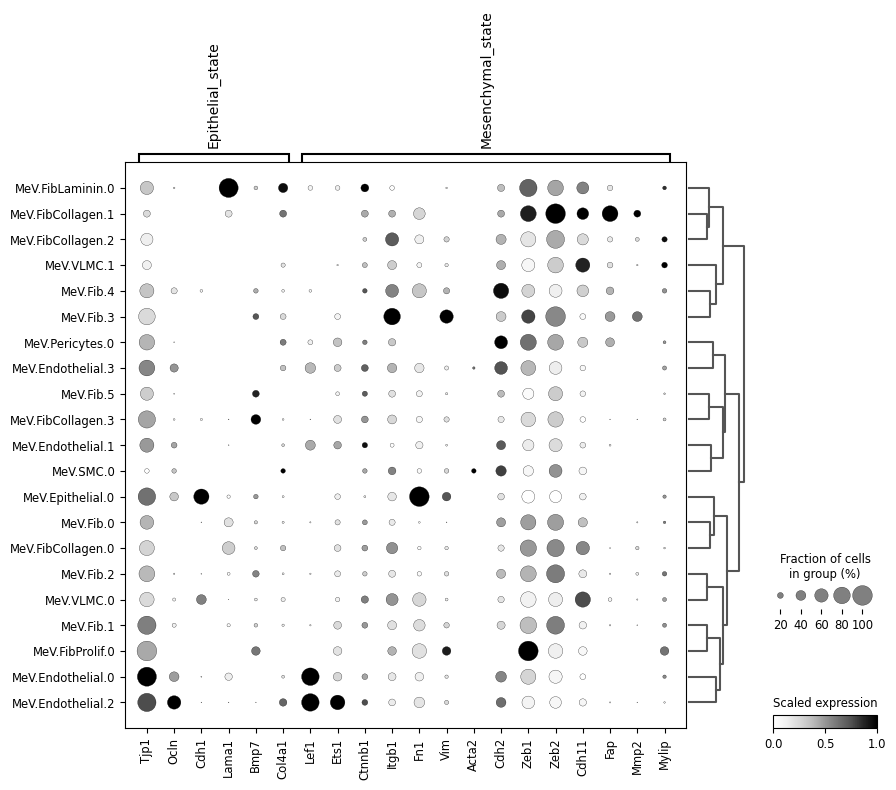 Epithelial_state
Mesenchymal_state
MeV.FibLaminin.0
MeV.FibCollagen.1
MeV.FibCollagen.2
MeV.VLMC.1
MeV.Fib.4
MeV.Fib.3
MeV.Pericytes.0
MeV.Endothelial.3
MeV.Fib.5
MeV.FibCollagen.3
MeV.Endothelial.1
MeV.SMC.0
MeV.Epithelial.0
MeV.Fib.0
MeV.FibCollagen.0
MeV.Fib.2
MeV.VLMC.0
MeV.Fib.1
MeV.FibProlif.0
MeV.Endothelial.0
MeV.Endothelial.2
Tjp1
Ocln
Cdh1
Lama1
Bmp7
Col4a1
Lef1
Ets1
Ctnnb1
Itgb1
Fn1
Vim
Acta2
Cdh2
Zeb1
Zeb2
Cdh11
Fap
Mmp2
Mylip
Fraction of cells
in group (%)
20 40 60 80 100
Scaled expression
0.0 0.5 1.0